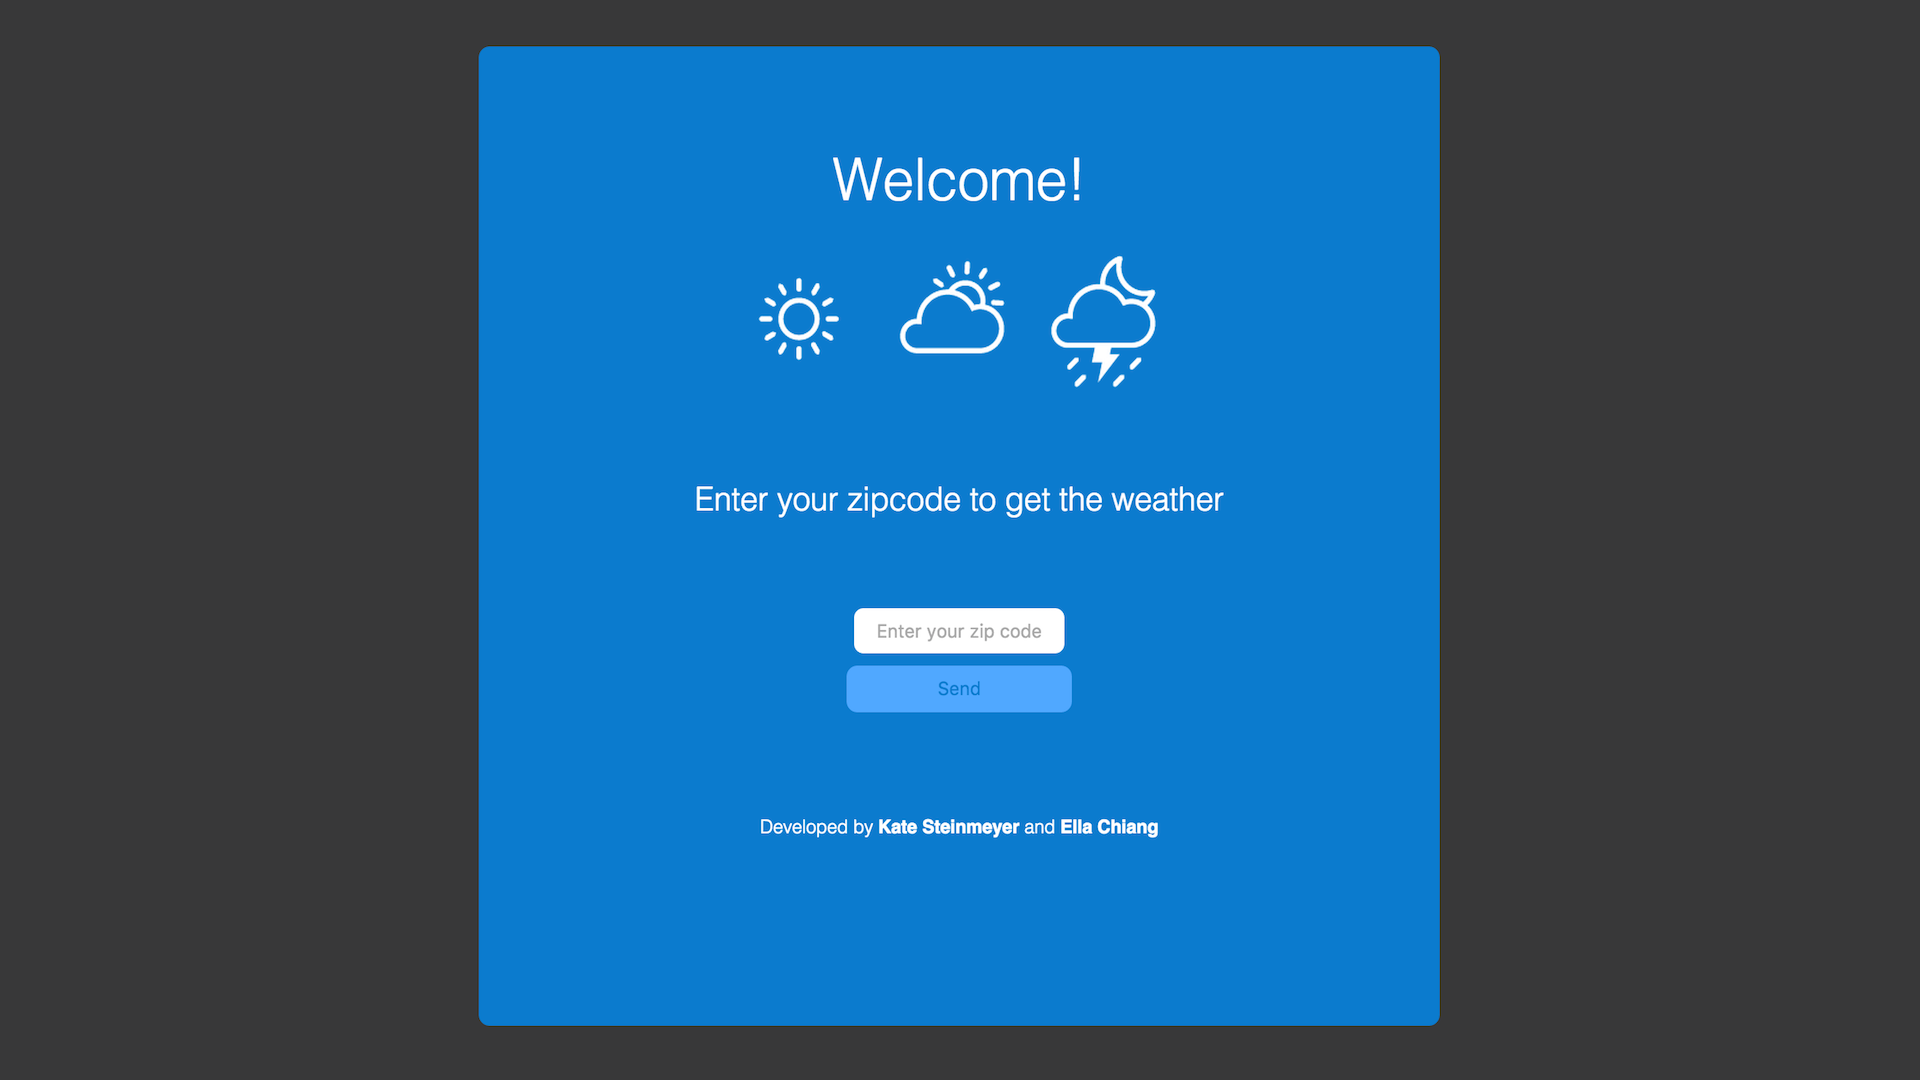 Welcome!
Enter your zipcode to get the weather
Enter your zip code
Send
Developed by Kate Steinmeyer and Ella Chiang